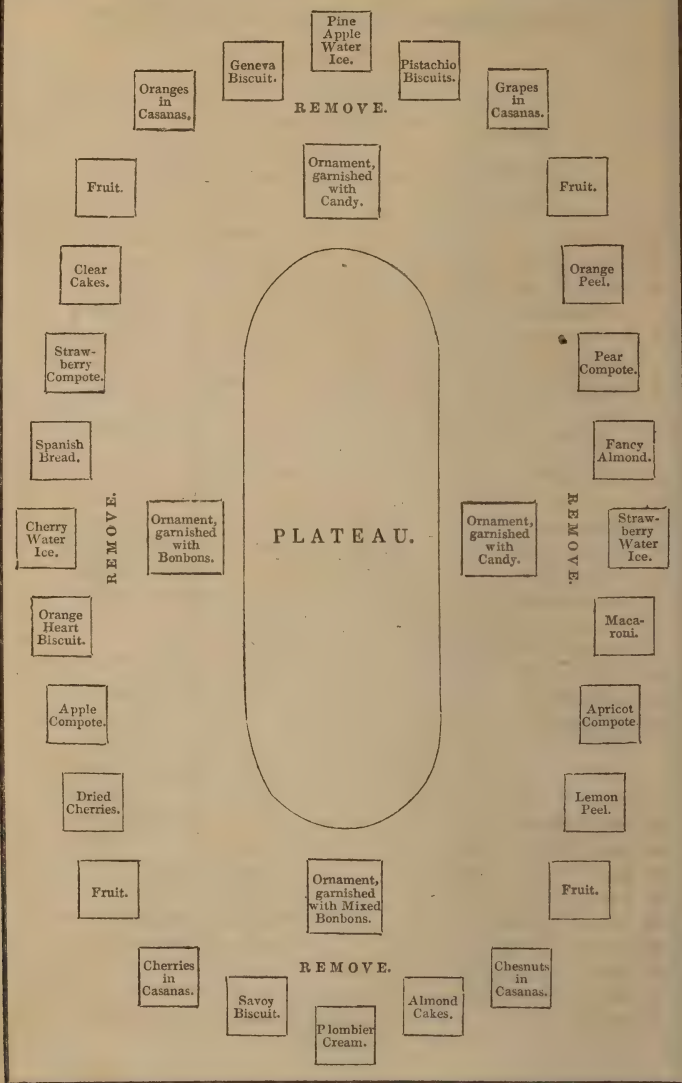 Pine
Apple
Water
Ice.
Geneva
Biscuit.
Pistachio
Biscuits.
Oranges
in
Casanas.
Grapes
in
Casanas.
REMOVE.
Fruit.
Ornament,
garnished
with
Candy.
Fruit.
Clear
Cakes.
Orange
Peel.
Straw-
berry
Compote.
Pear
Compote.
Spanish
Bread.
Fancy
Almond.
Cherry
Water
Ice.
REMOVE.
Ornament,
garnished
with
Bonbons.
PLATEAU.
Ornament,
garnished
with
Candy.
REMOVE.
Straw-
berry
Water
Ice.
Orange
Heart
Biscuit.
Maca-
roni.
Apple
Compote.
Apricot
Compote
Dried
Cherries.
Lemon
Peel.
Fruit.
Ornament,
garnished
with Mixed
Bonbons.
Fruit.
Cherries
in
Casanas.
REMOVE.
Chesnuts
in
Casanas.
Savoy
Biscuit.
Almond
Cakes.
Plombier
Cream.